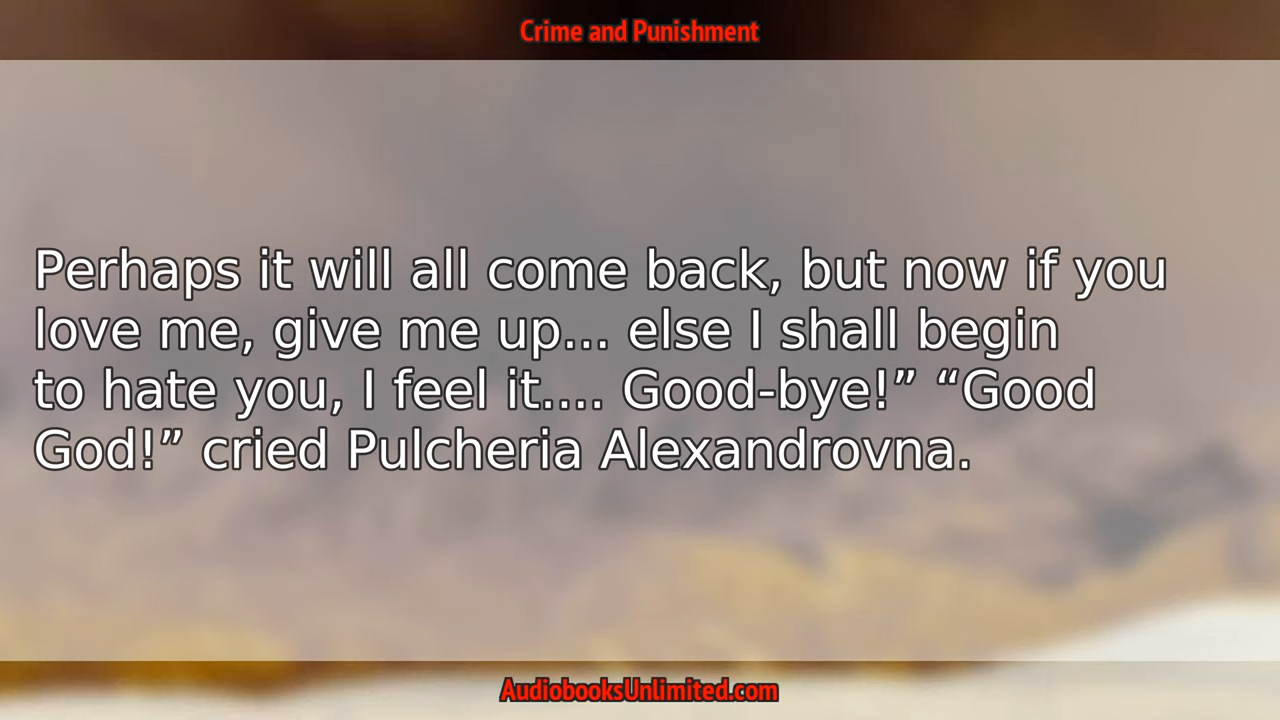 Crime and Punishment
Perhaps it will all come back, but now if you
love me, give me up... else I shall begin
to hate you, I feel it.... Good-bye!” “Good
God!” cried Pulcheria Alexandrovna.
AudiobooksUnlimited.com